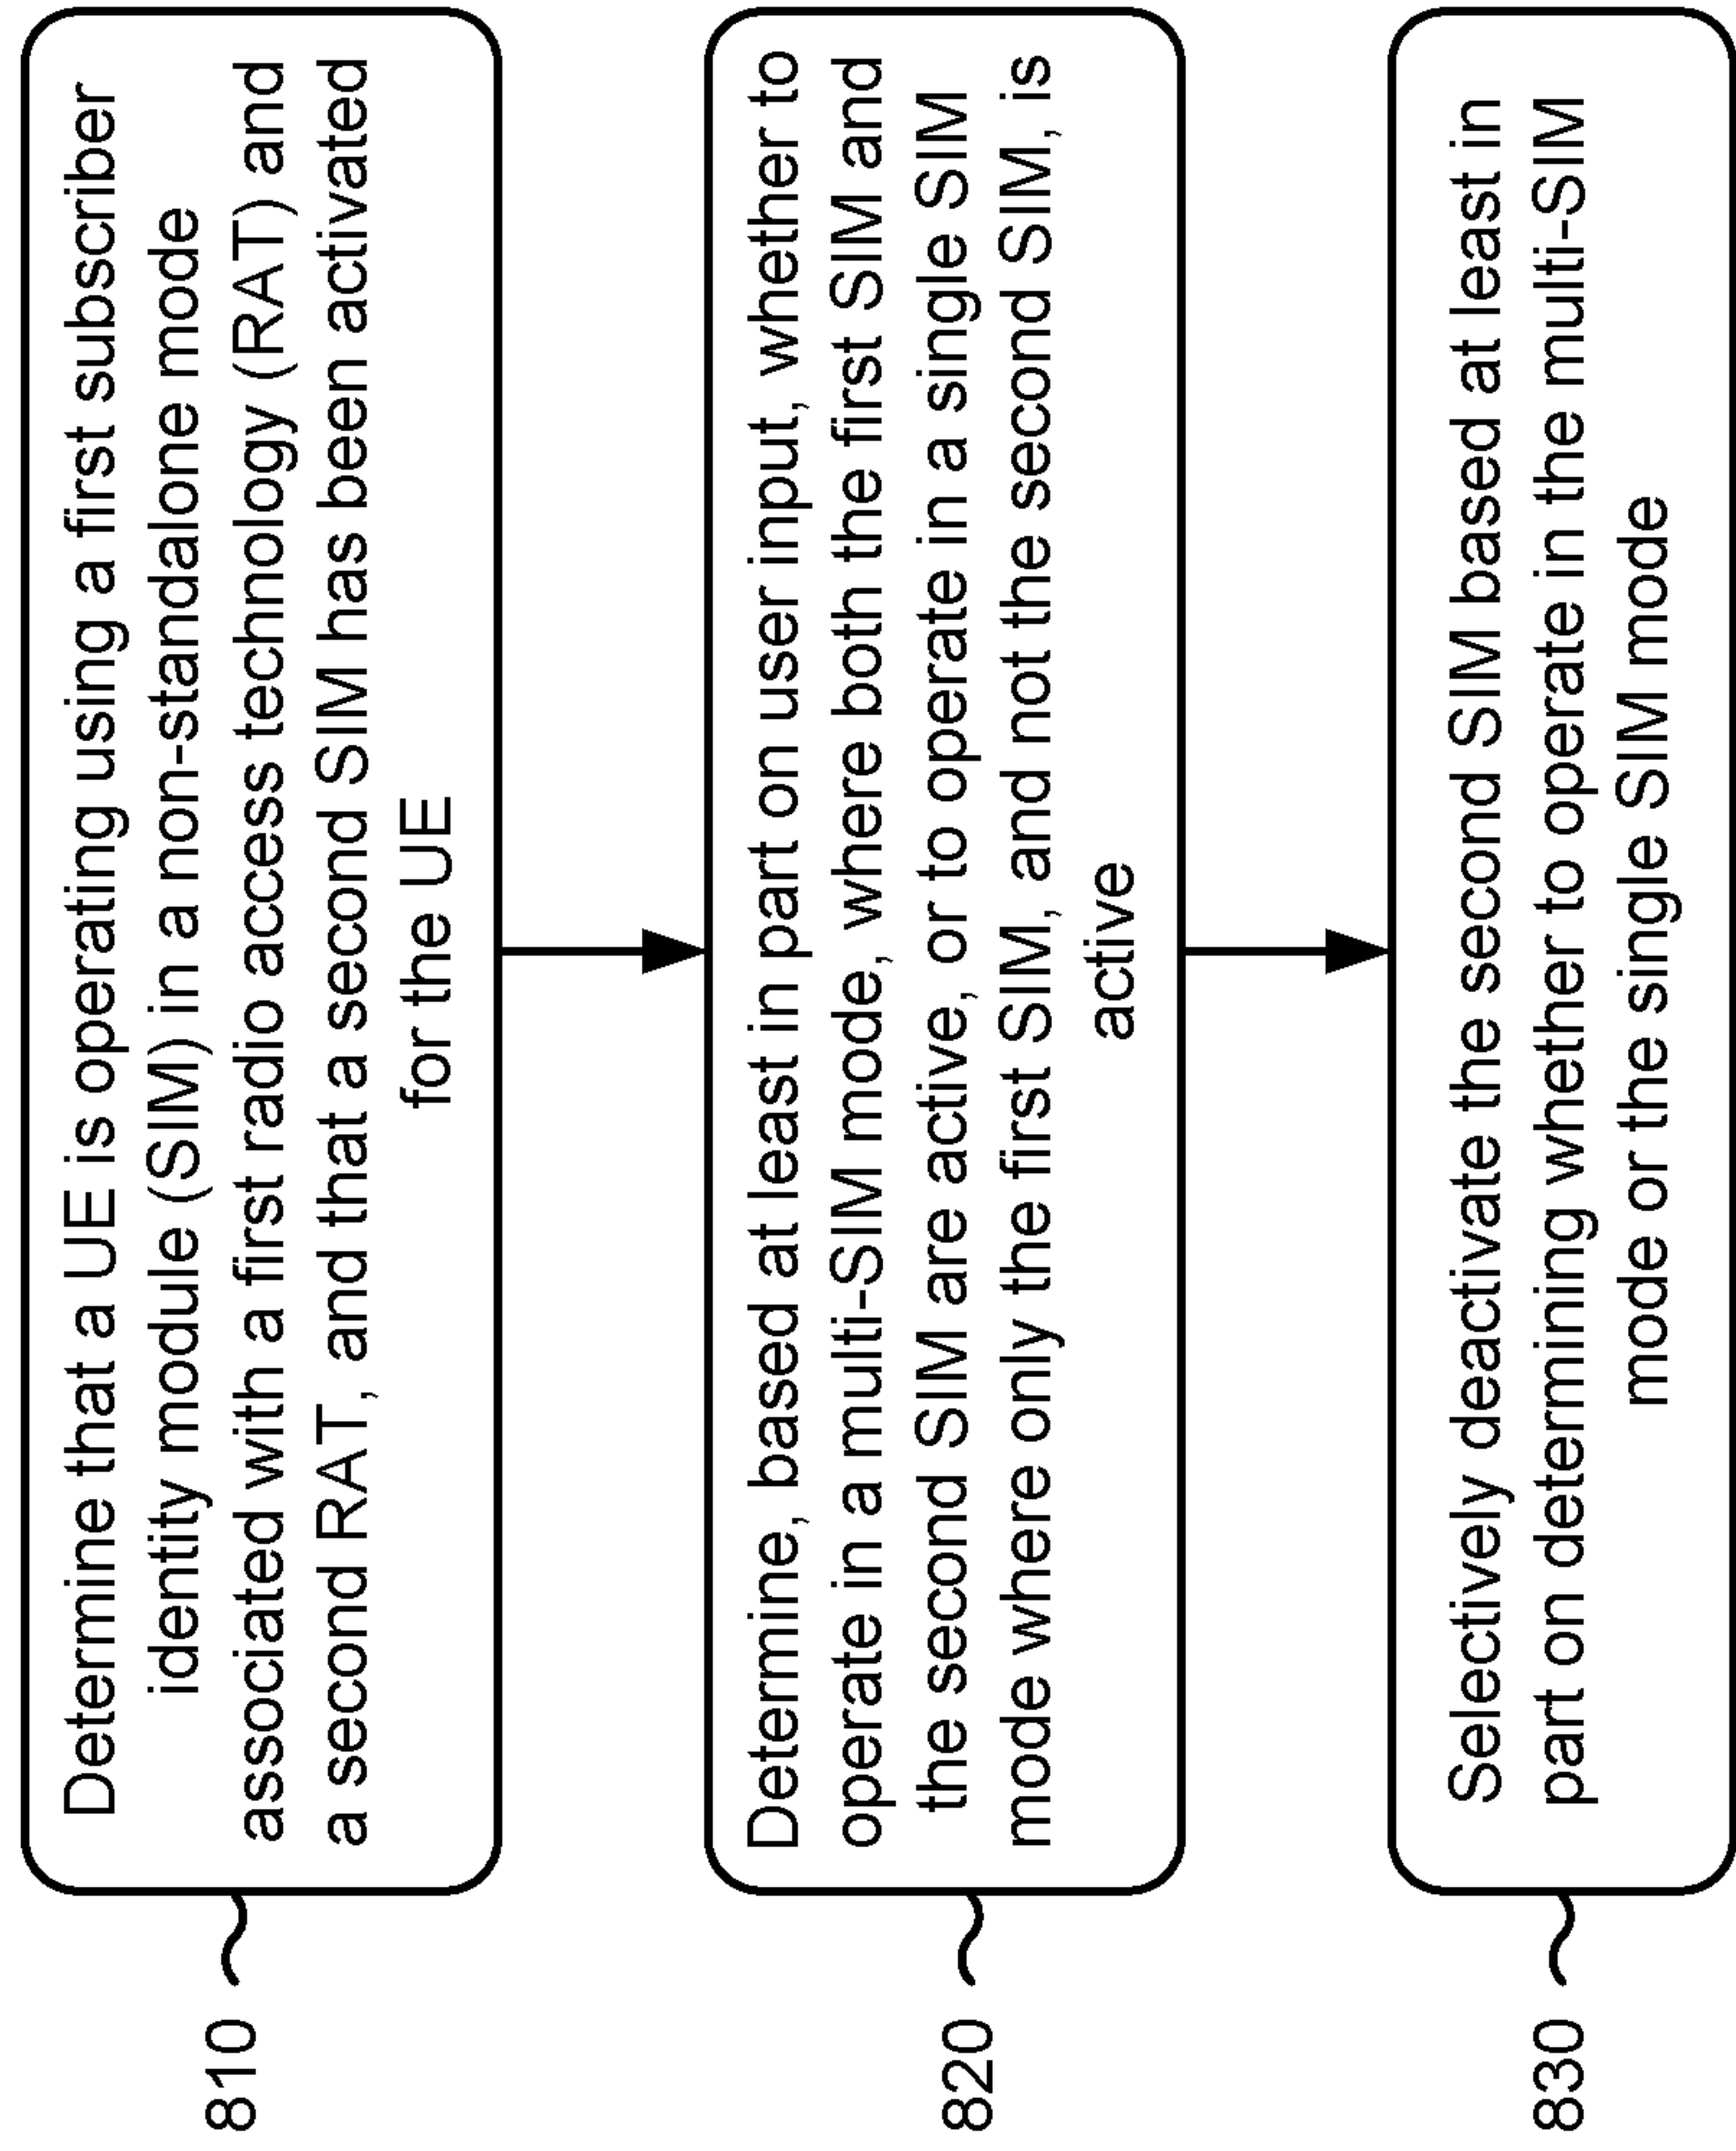 Determine that a UE is operating using a first subscriber
identity module (SIM) in a non-standalone mode
associated with a first radio access technology (RAT) and
a second RAT, and that a second SIM has been activated
for the UE
810
Determine, based at least in part on user input, whether to
operate in a multi-SIM mode, where both the first SIM and
the second SIM are active, or to operate in a single SIM
mode where only the first SIM, and not the second SIM, is
active
820
Selectively deactivate the second SIM based at least in
part on determining whether to operate in the multi-SIM
mode or the single SIM mode
830